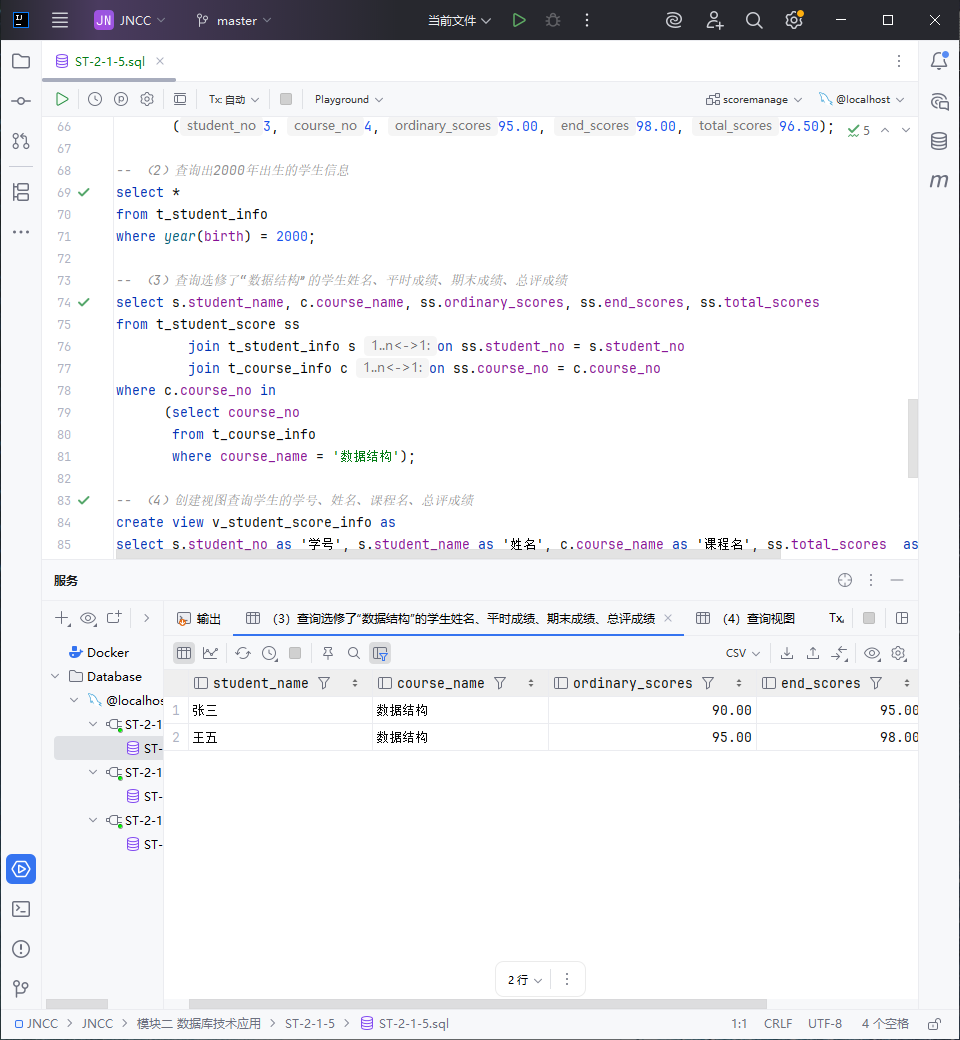 JN JNCC master 当前文件
ST-2-1-5.sql
Tx: 自动 Playground scoremanage @localhost
66 ( student_no 3, course_no 4, ordinary_scores 95.00, end_scores 98.00, total_scores 96.50); 5
67
68 -- （2）查询出2000年出生的学生信息
69 select *
70 from t_student_info
71 where year(birth) = 2000;
72
73 -- （3）查询选修了“数据结构”的学生姓名、平时成绩、期末成绩、总评成绩
74 select s.student_name, c.course_name, ss.ordinary_scores, ss.end_scores, ss.total_scores
75 from t_student_score ss
76 join t_student_info s 1..n<->1: on ss.student_no = s.student_no
77 join t_course_info c 1..n<->1: on ss.course_no = c.course_no
78 where c.course_no in
79 (select course_no
80 from t_course_info
81 where course_name = '数据结构');
82
83 -- （4）创建视图查询学生的学号、姓名、课程名、总评成绩
84 create view v_student_score_info as
85 select s.student_no as '学号', s.student_name as '姓名', c.course_name as '课程名', ss.total_scores as
服务
输出 （3）查询选修了“数据结构”的学生姓名、平时成绩、期末成绩、总评成绩 （4）查询视图 Tx
Docker
Database
@localhos
ST-2-1
ST-
ST-2-1
ST-
ST-2-1
ST-
CSV
student_name course_name ordinary_scores end_scores
1 张三 数据结构 90.00 95.00
2 王五 数据结构 95.00 98.00
2 行
JNCC JNCC 模块二 数据库技术应用 ST-2-1-5 ST-2-1-5.sql 1:1 CRLF UTF-8 4 个空格